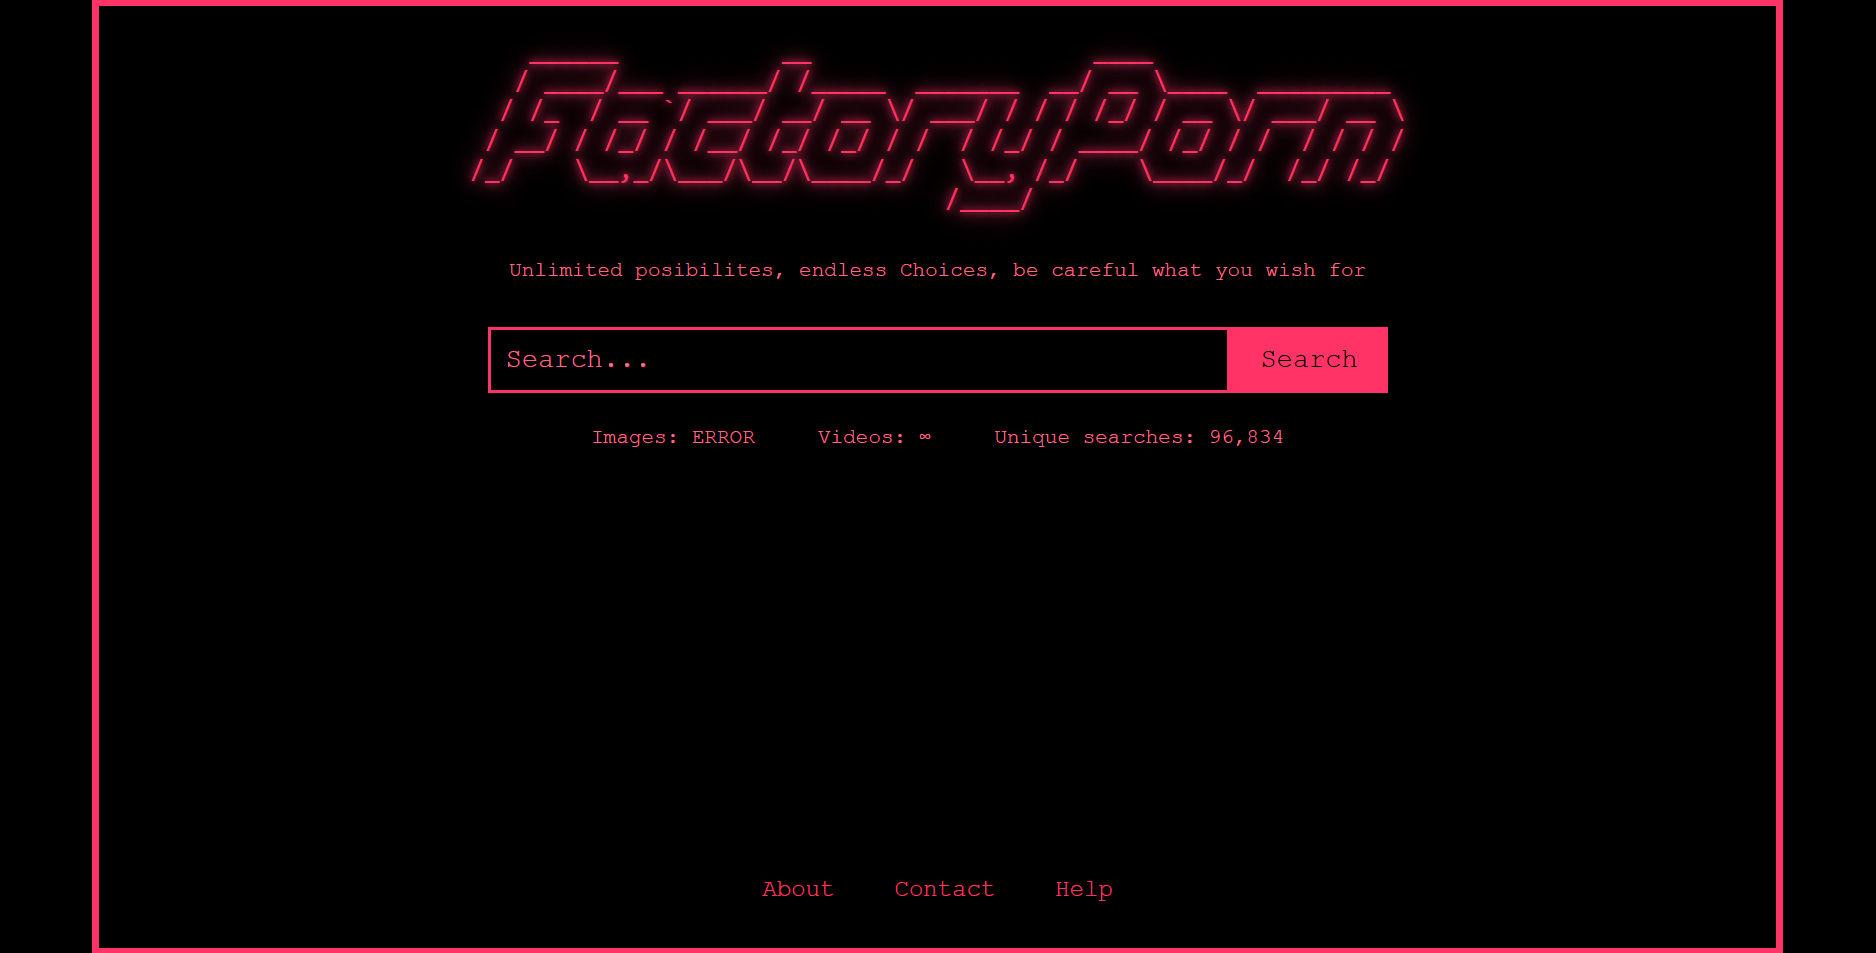 FactoryPorn
Unlimited posibilites, endless Choices, be careful what you wish for
Search... Search
Images: ERROR Videos: ∞ Unique searches: 96,834
About Contact Help